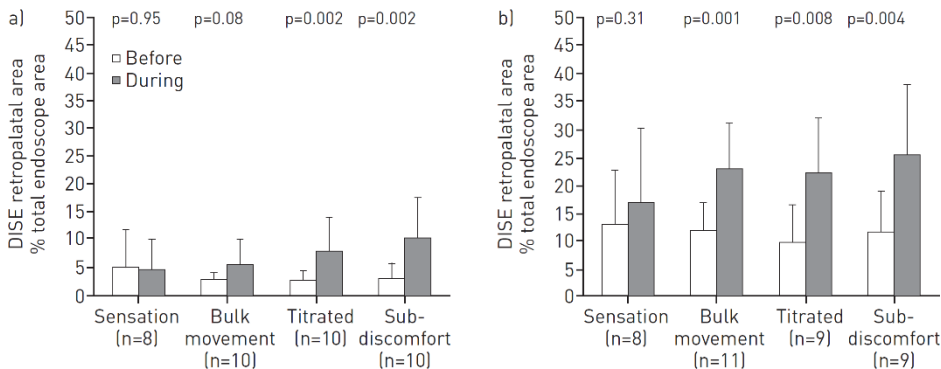 a)
p=0.95 p=0.08 p=0.002 p=0.002
DISE retropalatal area
% total endoscope area
50
45
40
35
30
25
20
15
10
5
0
Before
During
Sensation
(n=8)
Bulk
movement
(n=10)
Titrated
(n=10)
Sub-
discomfort
(n=10)
b)
p=0.31 p=0.001 p=0.008 p=0.004
DISE retropalatal area
% total endoscope area
50
45
40
35
30
25
20
15
10
5
0
Sensation
(n=8)
Bulk
movement
(n=11)
Titrated
(n=9)
Sub-
discomfort
(n=9)